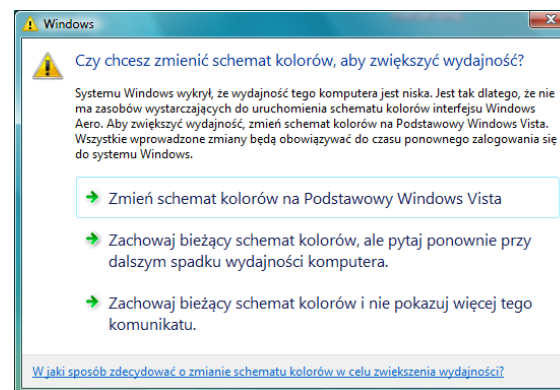 Windows
Czy chcesz zmienić schemat kolorów, aby zwiększyć wydajność?
Systemu Windows wykrył, że wydajność tego komputera jest niska. Jest tak dlatego, że nie
ma zasobów wystarczających do uruchomienia schematu kolorów interfejsu Windows
Aero. Aby zwiększyć wydajność, zmień schemat kolorów na Podstawowy Windows Vista.
Wszystkie wprowadzone zmiany będą obowiązywać do czasu ponownego zalogowania się
do systemu Windows.
Zmień schemat kolorów na Podstawowy Windows Vista
Zachowaj bieżący schemat kolorów, ale pytaj ponownie przy
dalszym spadku wydajności komputera.
Zachowaj bieżący schemat kolorów i nie pokazuj więcej tego
komunikatu.
W jaki sposób zdecydować o zmianie schematu kolorów w celu zwiększenia wydajności?